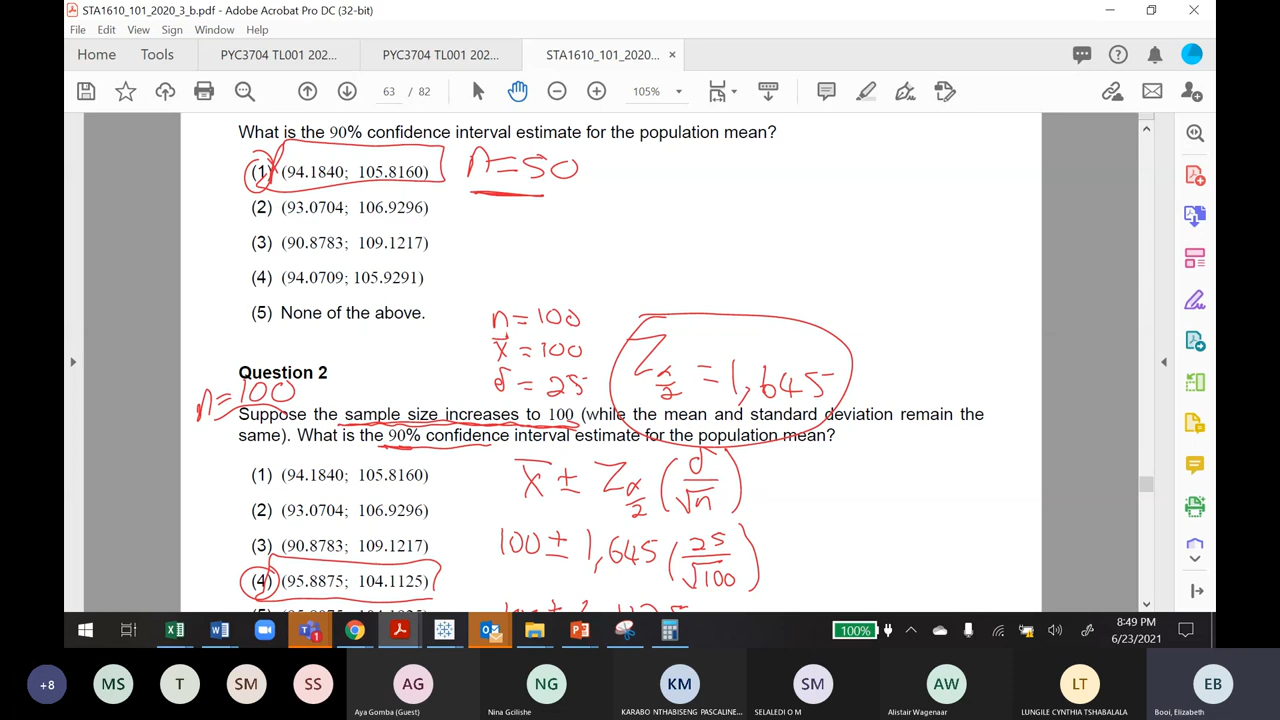 STA1610_101_2020_3_b.pdf - Adobe Acrobat Pro DC (32-bit)
File Edit View Sign Window Help
Home Tools PYC3704 TL001 202... PYC3704 TL001 202... STA1610_101_2020... ×
63 / 82 105%
What is the 90% confidence interval estimate for the population mean?
(1) (94.1840; 105.8160) n=50
(2) (93.0704; 106.9296)
(3) (90.8783; 109.1217)
(4) (94.0709; 105.9291)
(5) None of the above.
n=100
x̄ = 100
σ = 25
Zα/2 = 1,645
Question 2
n=100
Suppose the sample size increases to 100 (while the mean and standard deviation remain the
same). What is the 90% confidence interval estimate for the population mean?
(1) (94.1840; 105.8160)
(2) (93.0704; 106.9296)
(3) (90.8783; 109.1217)
(4) (95.8875; 104.1125)
x̄ ± Zα/2 (σ/√n)
100 ± 1,645 (25/√100)
100% 8:49 PM
6/23/2021
+8 MS T SM SS AG NG KM SM AW LT EB
Aya Gomba (Guest) Nina Gcilishe KARABO NTHABISENG PASCALINE... SELALEDI O M Alistair Wagenaar LUNGILE CYNTHIA TSHABALALA Booi, Elizabeth